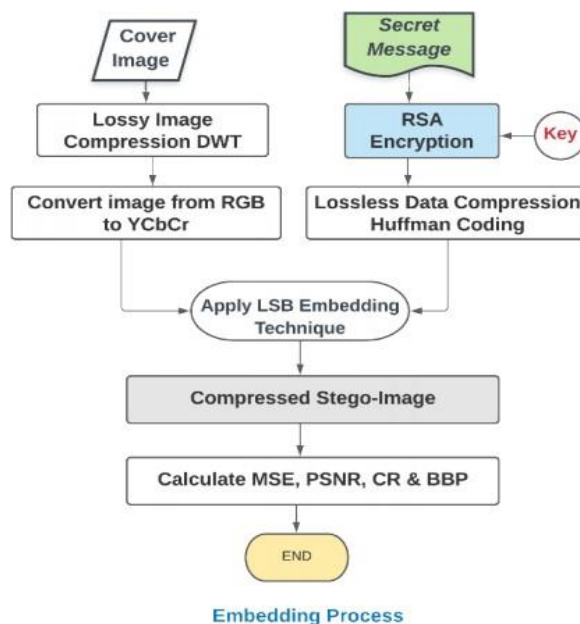 Cover
Image
Secret
Message
Lossy Image
Compression DWT
RSA
Encryption
Key
Convert image from RGB
to YCbCr
Lossless Data Compression
Huffman Coding
Apply LSB Embedding
Technique
Compressed Stego-Image
Calculate MSE, PSNR, CR & BBP
END
Embedding Process